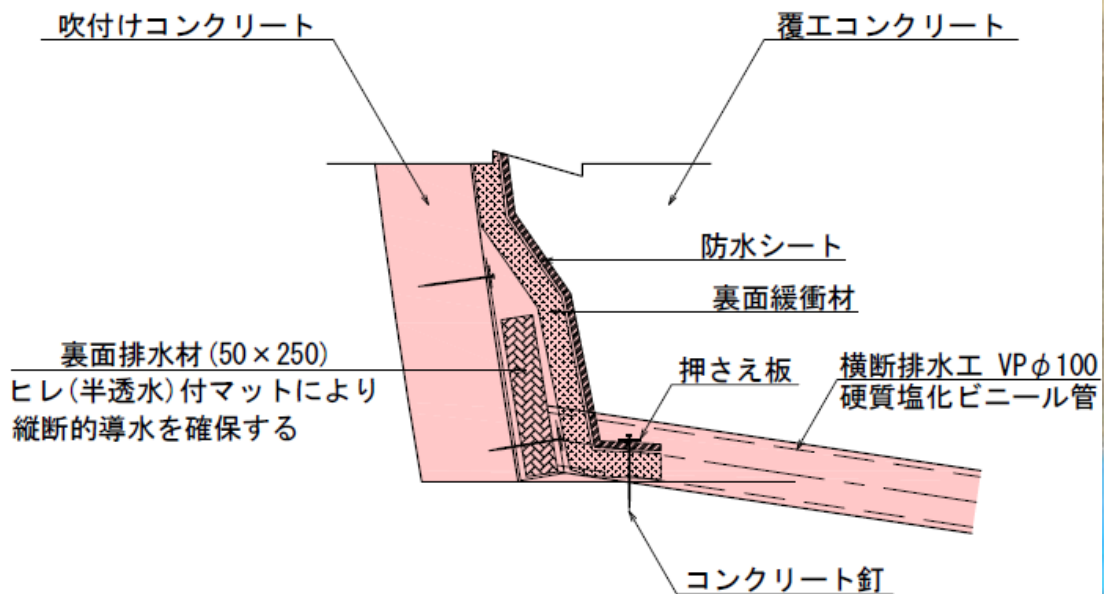 吹付けコンクリート
覆工コンクリート
防水シート
裏面緩衝材
裏面排水材(50×250)
ヒレ(半透水)付マットにより
縦断的導水を確保する
押さえ板
横断排水工 VPφ100
硬質塩化ビニール管
コンクリート釘